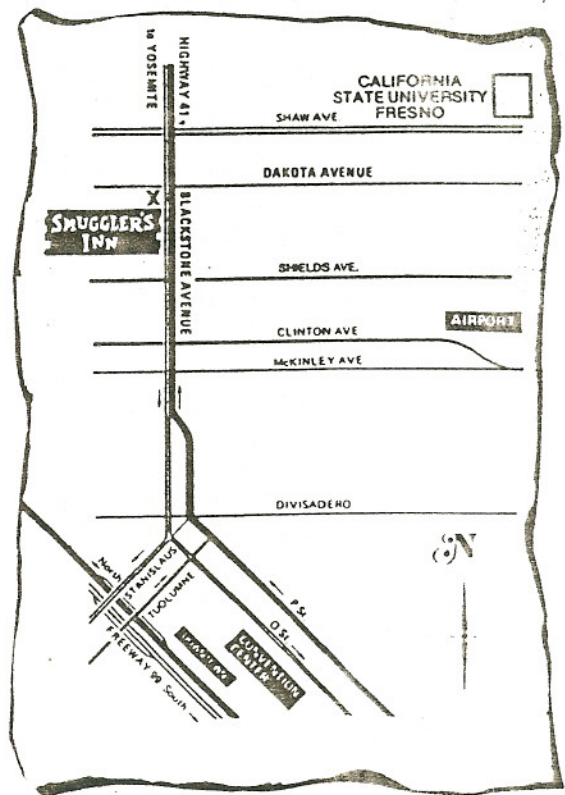 to YOSEMITE
HIGHWAY 41
CALIFORNIA
STATE UNIVERSITY
FRESNO
SHAW AVE
DAKOTA AVENUE
X
SMUGGLER'S
INN
BLACKSTONE AVENUE
SHIELDS AVE.
AIRPORT
CLINTON AVE
McKINLEY AVE
DIVISADERO
N
North
STANISLAUS
TUOLUMNE
P St
O St
CONVENTION
CENTER
FREEWAY 99 South